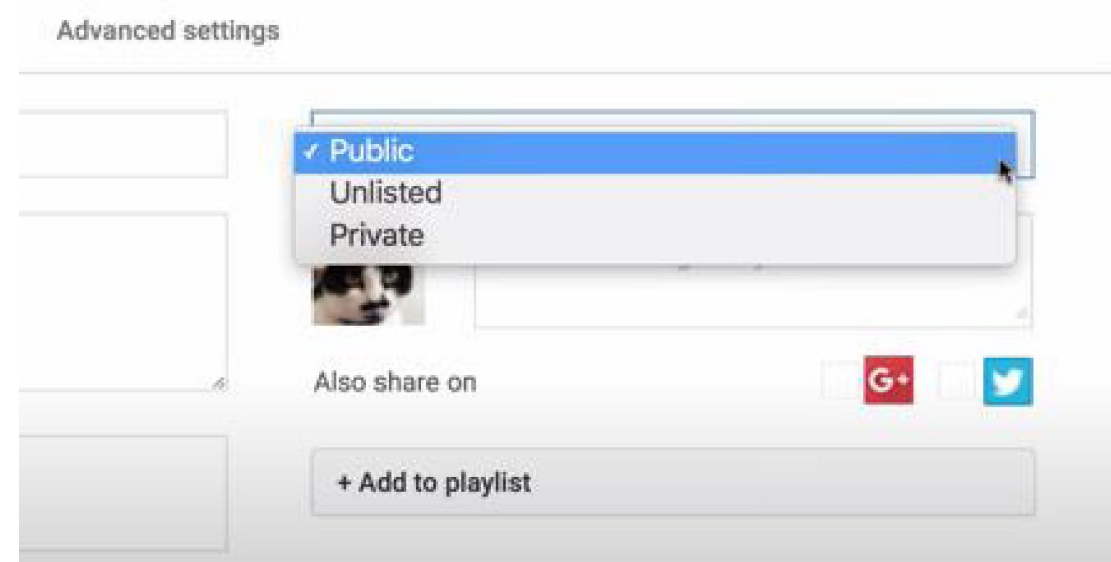 Advanced settings
✓ Public
Unlisted
Private
Also share on
G+
+ Add to playlist